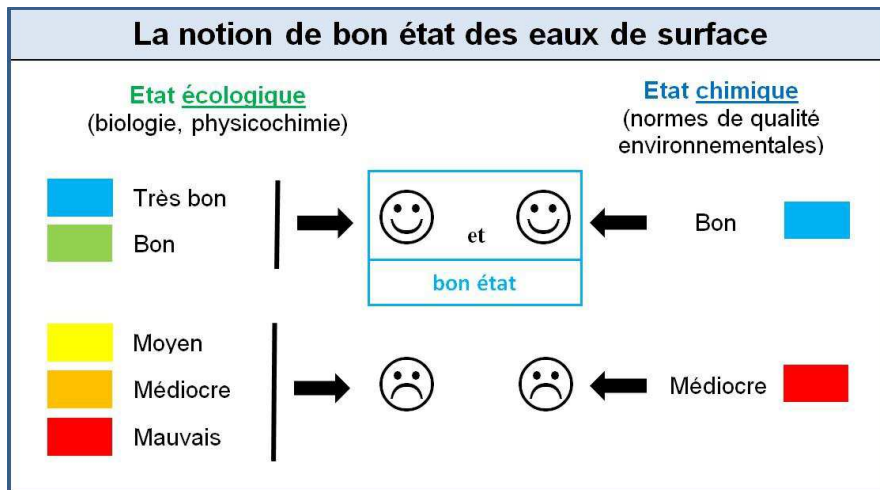 La notion de bon état des eaux de surface
Etat écologique
(biologie, physicochimie)
Etat chimique
(normes de qualité
environnementales)
Très bon
Bon
et
bon état
Bon
Moyen
Médiocre
Mauvais
Médiocre